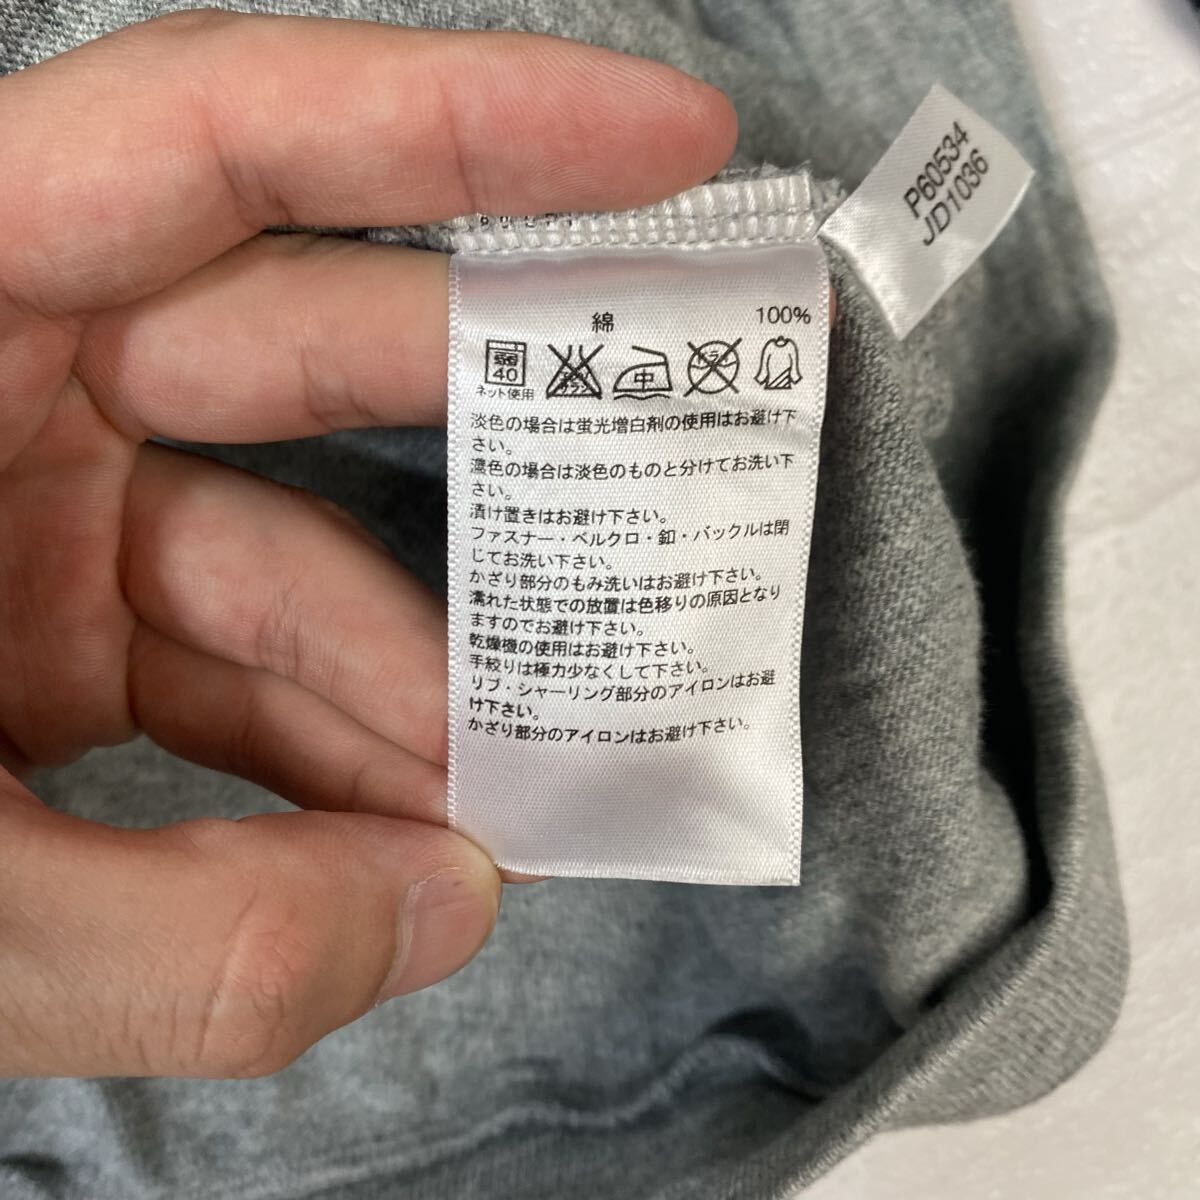 P60534
JD1036
綿 100%
40 中 ドライ
ネット使用
淡色の場合は蛍光増白剤の使用はお避け下
さい。
濃色の場合は淡色のものと分けてお洗い下
さい。
漬け置きはお避け下さい。
ファスナー・ベルクロ・釦・バックルは閉
じてお洗い下さい。
かざり部分のもみ洗いはお避け下さい。
濡れた状態での放置は色移りの原因となり
ますのでお避け下さい。
乾燥機の使用はお避け下さい。
手絞りは極力少なくして下さい。
リブ・シャーリング部分のアイロンはお避
け下さい。
かざり部分のアイロンはお避け下さい。